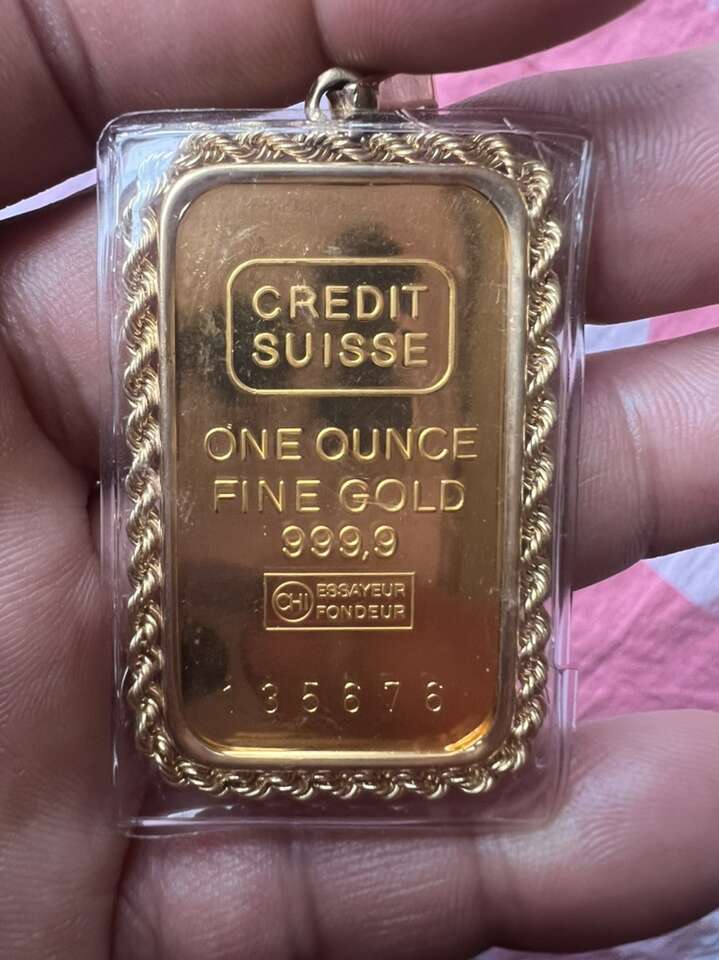 CREDIT
SUISSE
ONE OUNCE
FINE GOLD
999,9
CHI ESSAYEUR
FONDEUR
135676